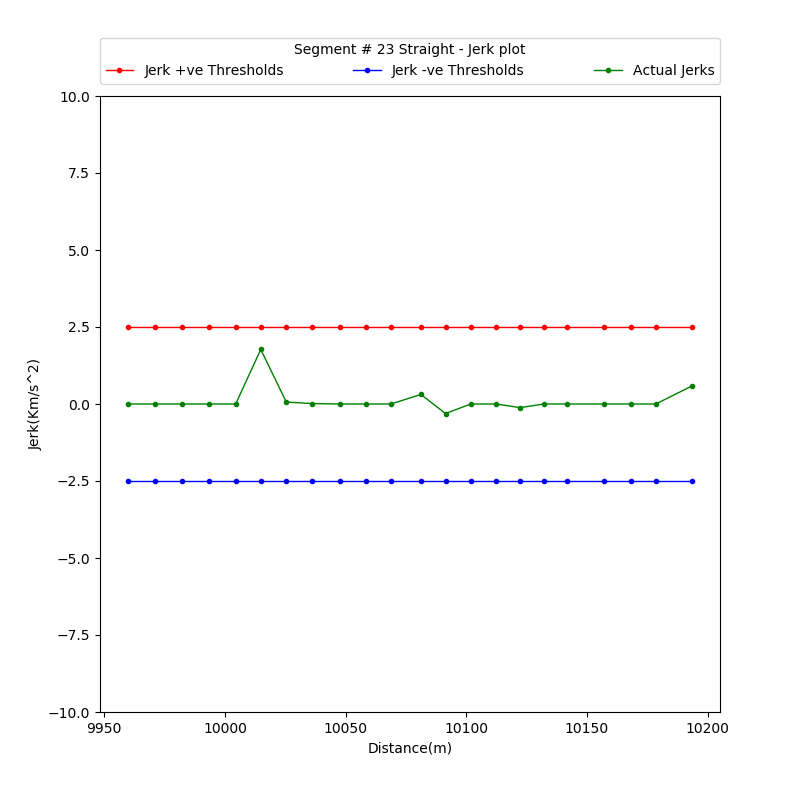 Segment # 23 Straight - Jerk plot
Jerk +ve Thresholds Jerk -ve Thresholds Actual Jerks
10.0
7.5
5.0
2.5
0.0
−2.5
−5.0
−7.5
−10.0
Jerk(Km/s^2)
9950 10000 10050 10100 10150 10200
Distance(m)